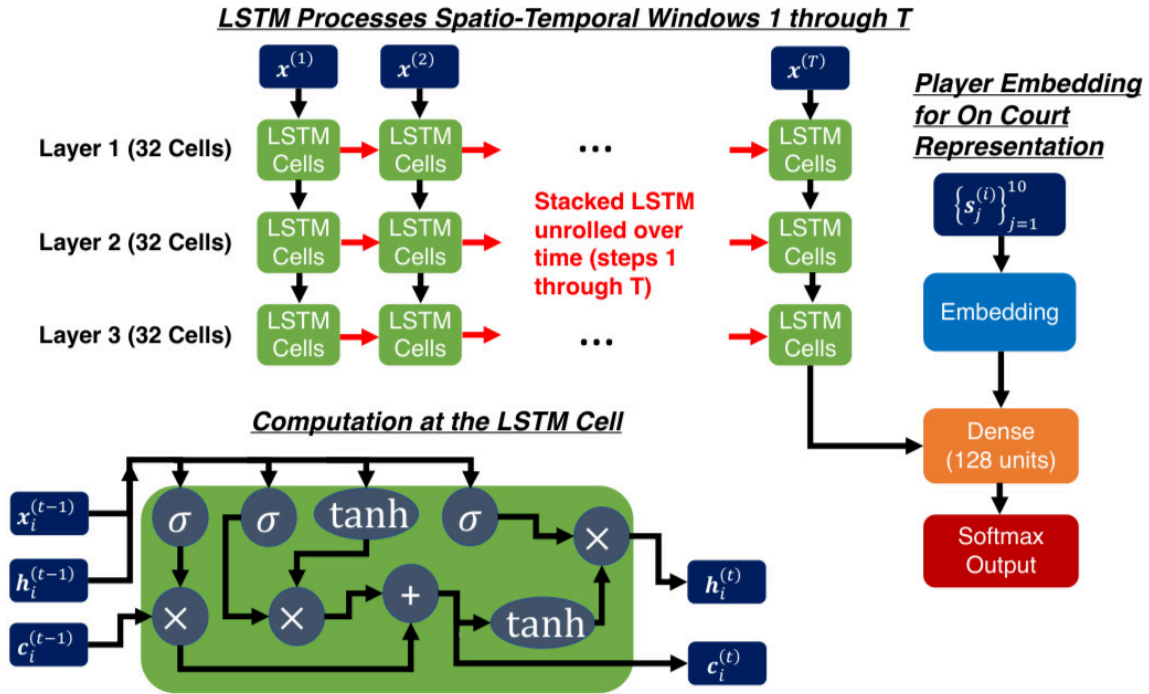 LSTM Processes Spatio-Temporal Windows 1 through T
x^(1)
x^(2)
x^(T)
Player Embedding
for On Court
Representation
Layer 1 (32 Cells)
LSTM
Cells
LSTM
Cells
...
LSTM
Cells
{s_j^(i)}_{j=1}^{10}
Layer 2 (32 Cells)
LSTM
Cells
LSTM
Cells
Stacked LSTM
unrolled over
time (steps 1
through T)
LSTM
Cells
Embedding
Layer 3 (32 Cells)
LSTM
Cells
LSTM
Cells
...
LSTM
Cells
Dense
(128 units)
Softmax
Output
Computation at the LSTM Cell
x_i^(t−1)
h_i^(t−1)
c_i^(t−1)
σ
σ
tanh
σ
×
×
×
+
tanh
h_i^(t)
c_i^(t)